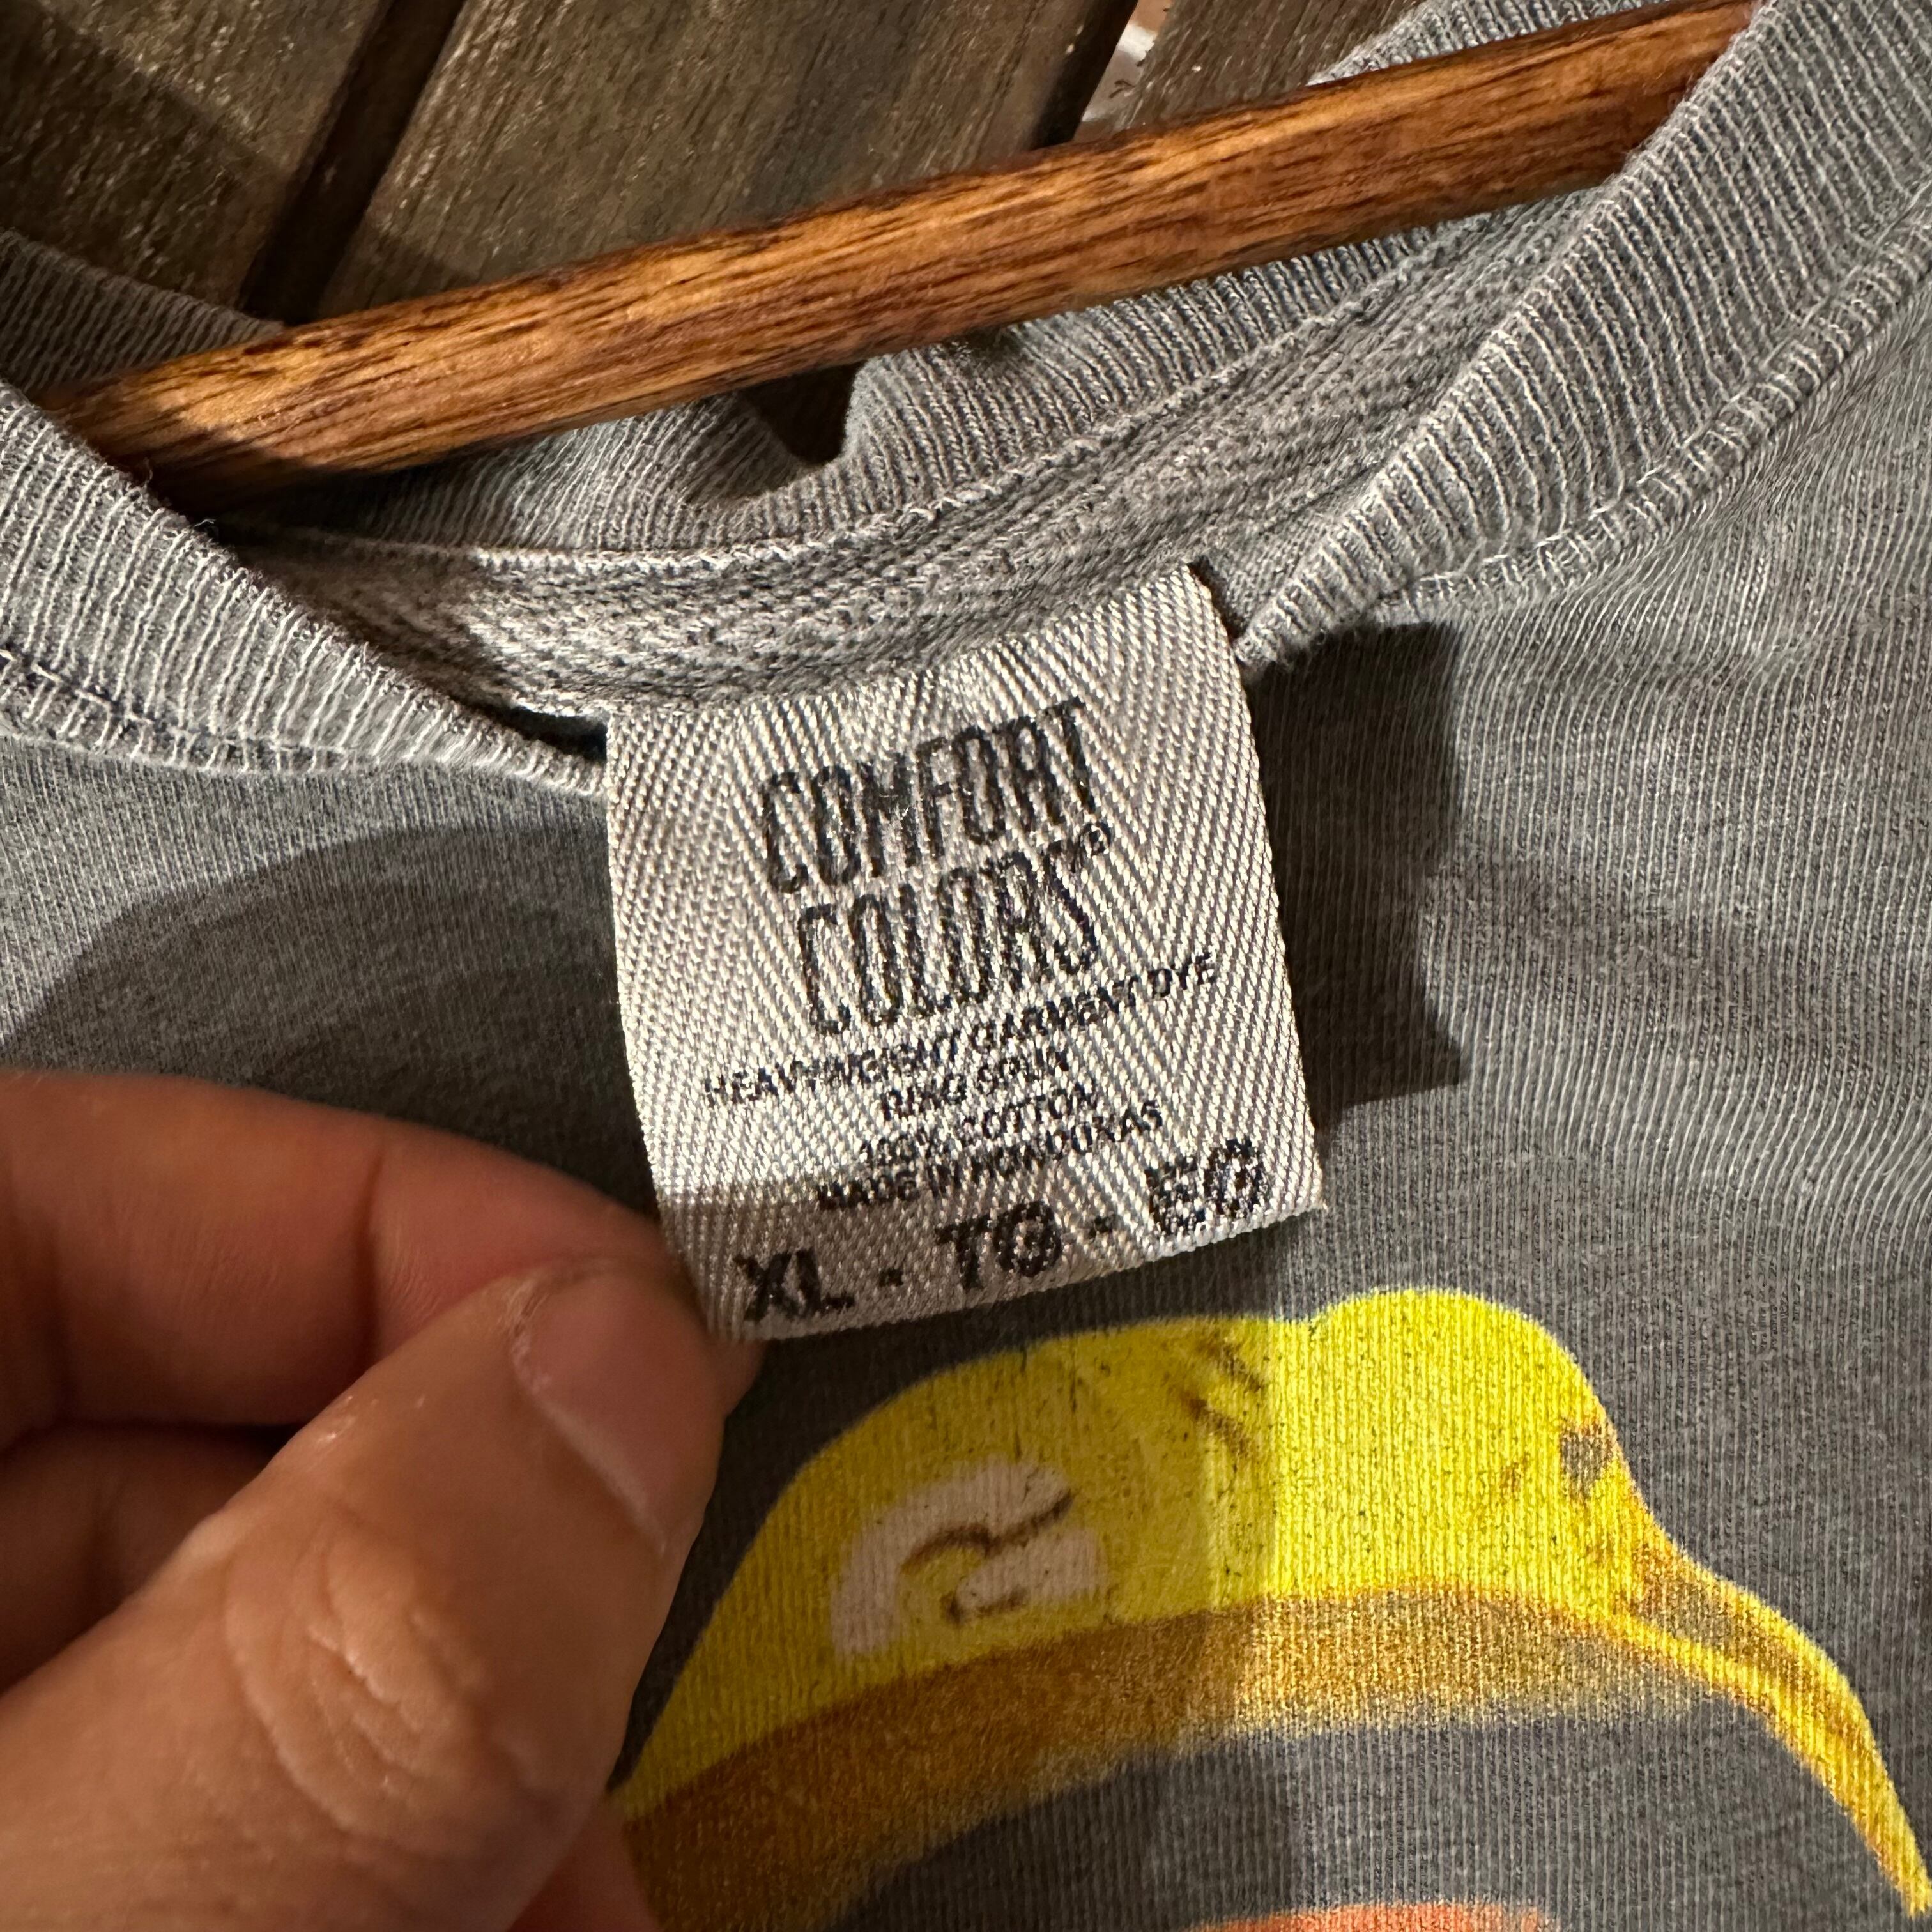 COMFORT
COLORS®
HEAVYWEIGHT GARMENT DYE
RING SPUN
100% COTTON
MADE IN HONDURAS
XL - TG - EG